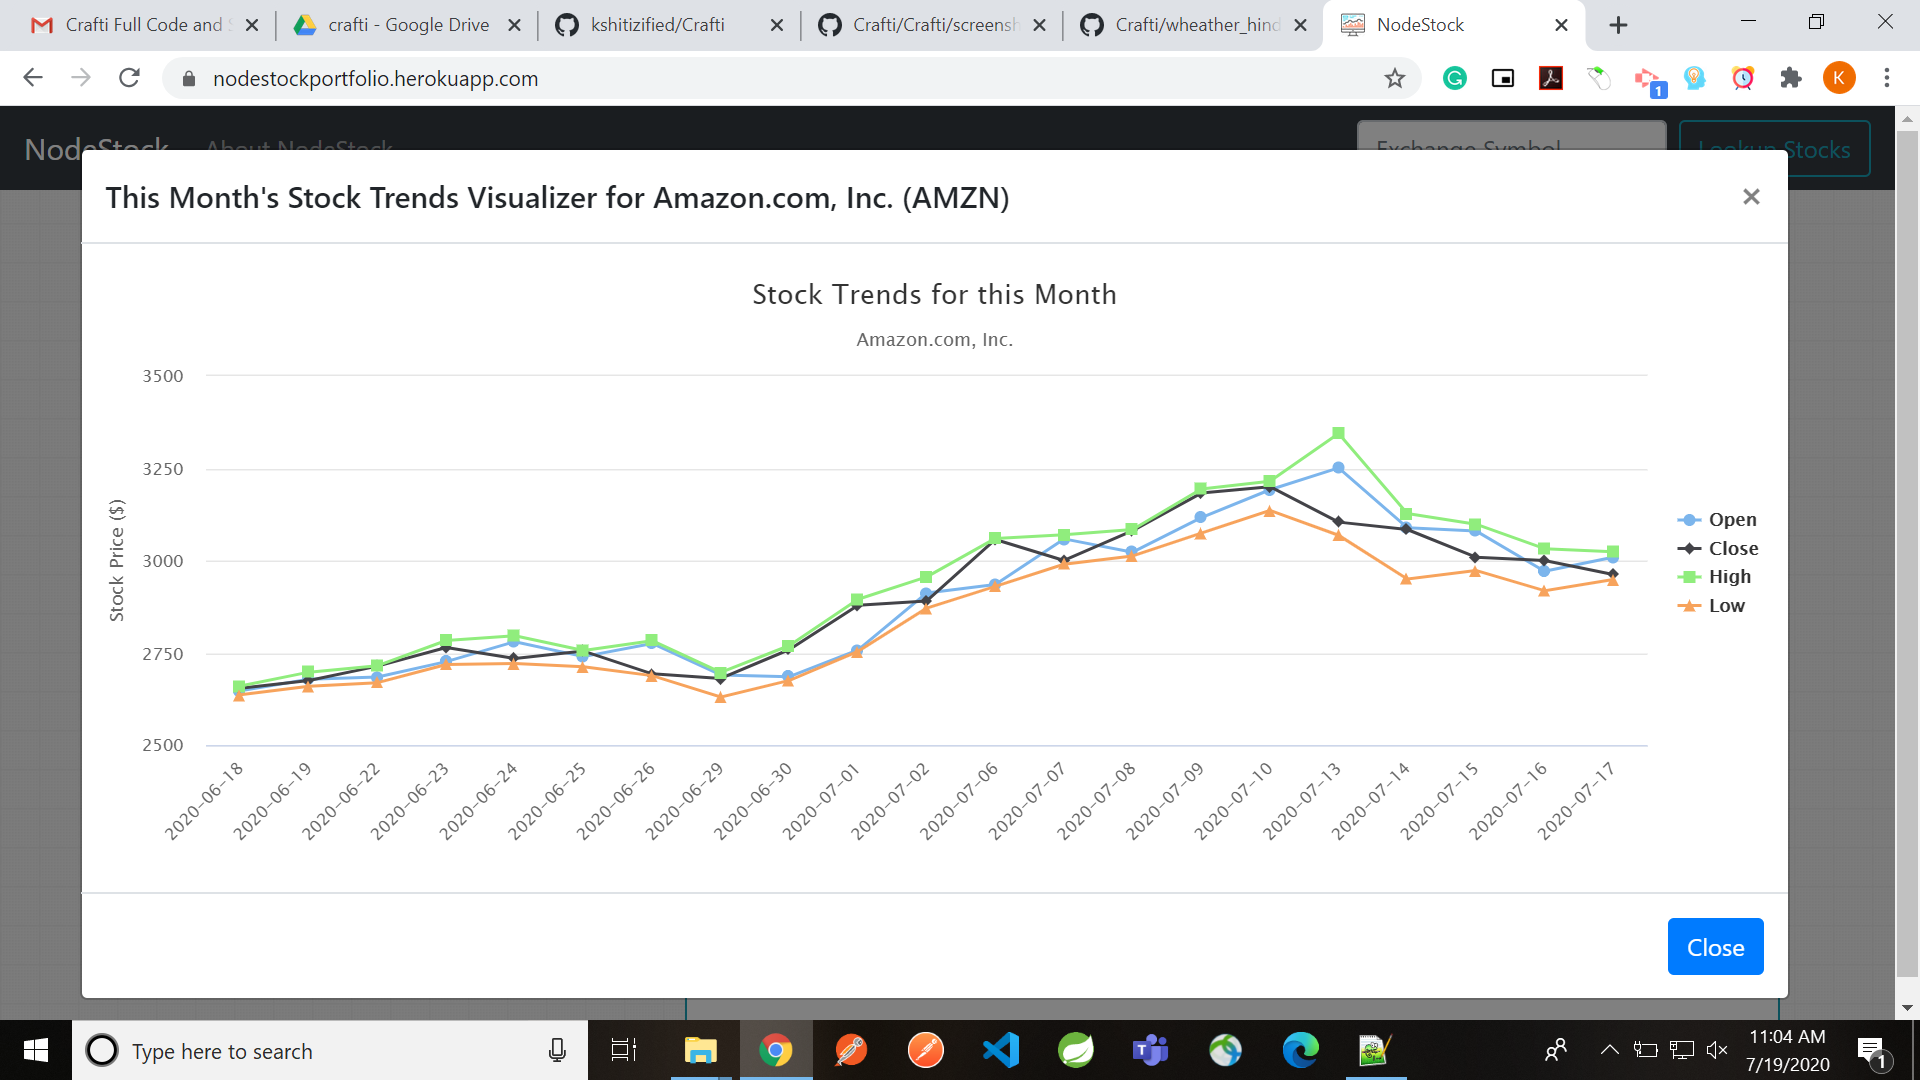 Crafti Full Code and S
crafti - Google Drive
kshitizified/Crafti
Crafti/Crafti/screensh
Crafti/wheather_hind
NodeStock
nodestockportfolio.herokuapp.com
1
K
NodeStock
About NodeStock
Exchange Symbol
Lookup Stocks
This Month's Stock Trends Visualizer for Amazon.com, Inc. (AMZN)
×
Stock Trends for this Month
Amazon.com, Inc.
Stock Price ($)
3500
3250
3000
2750
2500
2020-06-18
2020-06-19
2020-06-22
2020-06-23
2020-06-24
2020-06-25
2020-06-26
2020-06-29
2020-06-30
2020-07-01
2020-07-02
2020-07-06
2020-07-07
2020-07-08
2020-07-09
2020-07-10
2020-07-13
2020-07-14
2020-07-15
2020-07-16
2020-07-17
Open
Close
High
Low
Close
Type here to search
11:04 AM
7/19/2020
1